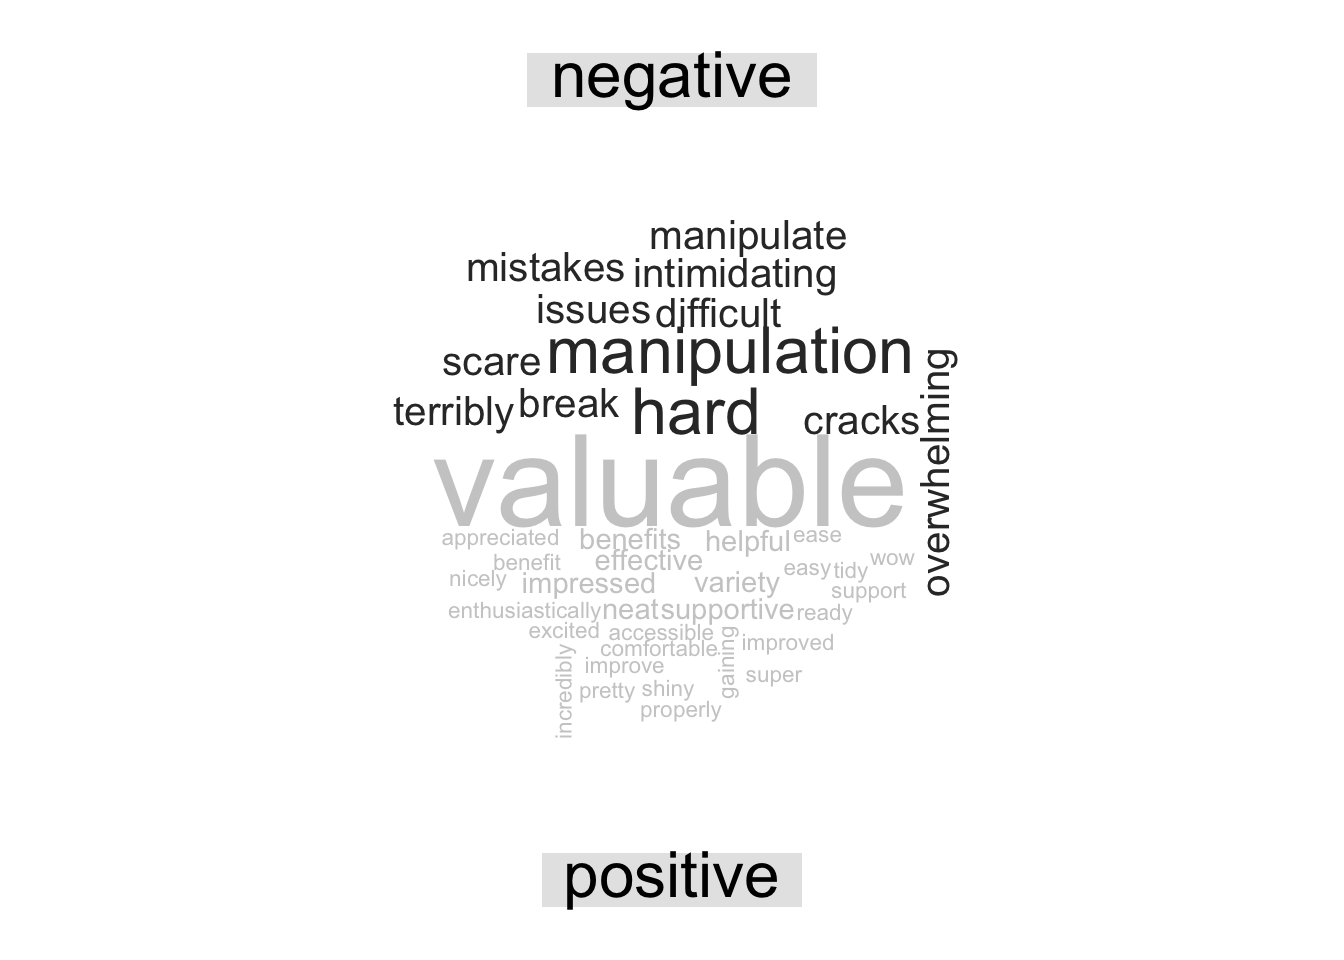 negative
manipulate
mistakes intimidating
issues difficult
scare manipulation
terribly break hard cracks
overwhelming
valuable
appreciated benefits helpful ease
benefit effective easy tidy wow
nicely impressed variety support
enthusiastically neat supportive ready
excited accessible improved
comfortable gaining
incredibly improve super
pretty shiny
properly
positive